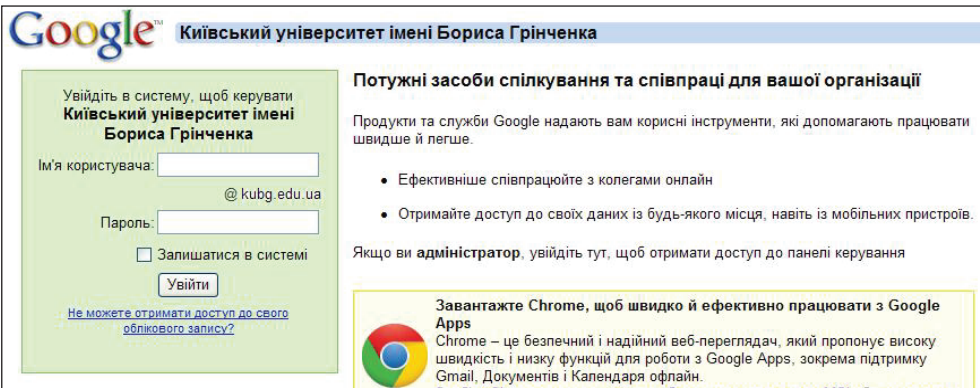 Google™ Київський університет імені Бориса Грінченка
Увійдіть в систему, щоб керувати
Київський університет імені
Бориса Грінченка
Ім'я користувача:
@ kubg.edu.ua
Пароль:
Залишатися в системі
Увійти
Не можете отримати доступ до свого
облікового запису?
Потужні засоби спілкування та співпраці для вашої організації
Продукти та служби Google надають вам корисні інструменти, які допомагають працювати
швидше й легше.
• Ефективніше співпрацюйте з колегами онлайн
• Отримайте доступ до своїх даних із будь-якого місця, навіть із мобільних пристроїв.
Якщо ви адміністратор, увійдіть тут, щоб отримати доступ до панелі керування
Завантажте Chrome, щоб швидко й ефективно працювати з Google
Apps
Chrome – це безпечний і надійний веб-переглядач, який пропонує високу
швидкість і низку функцій для роботи з Google Apps, зокрема підтримку
Gmail, Документів і Календаря офлайн.